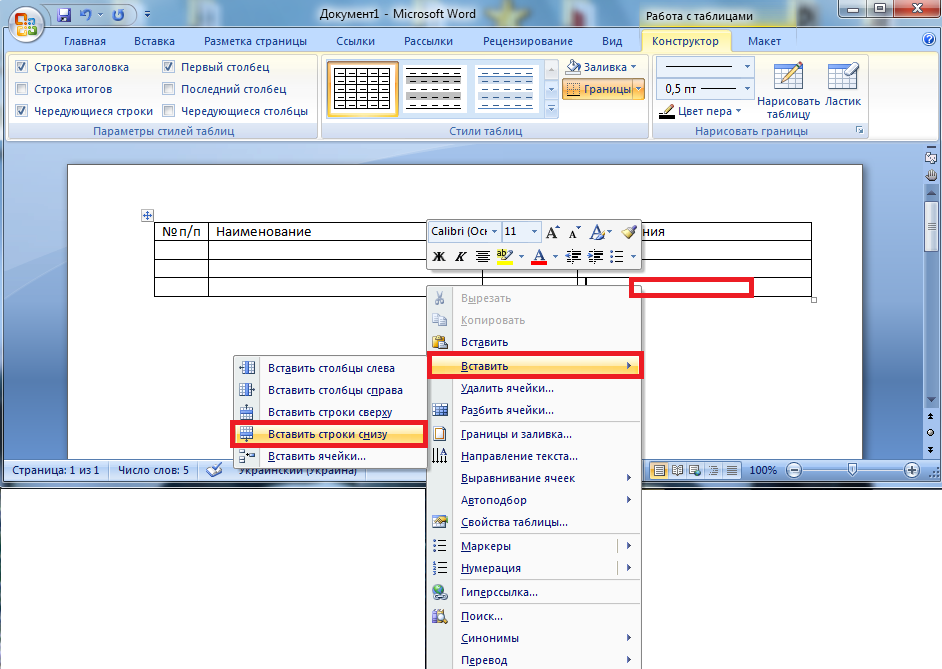 Документ1 - Microsoft Word
Работа с таблицами
Главная Вставка Разметка страницы Ссылки Рассылки Рецензирование Вид Конструктор Макет
Строка заголовка Первый столбец
Строка итогов Последний столбец
Чередующиеся строки Чередующиеся столбцы
Параметры стилей таблиц
Заливка
Границы
Стили таблиц
0,5 пт
Цвет пера
Нарисовать таблицу
Ластик
Нарисовать границы
№ п/п Наименование ния
Calibri (Осн 11
Ж К
Вырезать
Копировать
Вставить
Вставить
Удалить ячейки...
Разбить ячейки...
Границы и заливка...
Направление текста...
Выравнивание ячеек
Автоподбор
Свойства таблицы...
Маркеры
Нумерация
Гиперссылка...
Поиск...
Синонимы
Перевод
Вставить столбцы слева
Вставить столбцы справа
Вставить строки сверху
Вставить строки снизу
Вставить ячейки...
Страница: 1 из 1 Число слов: 5 Украинский (Украина) 100%